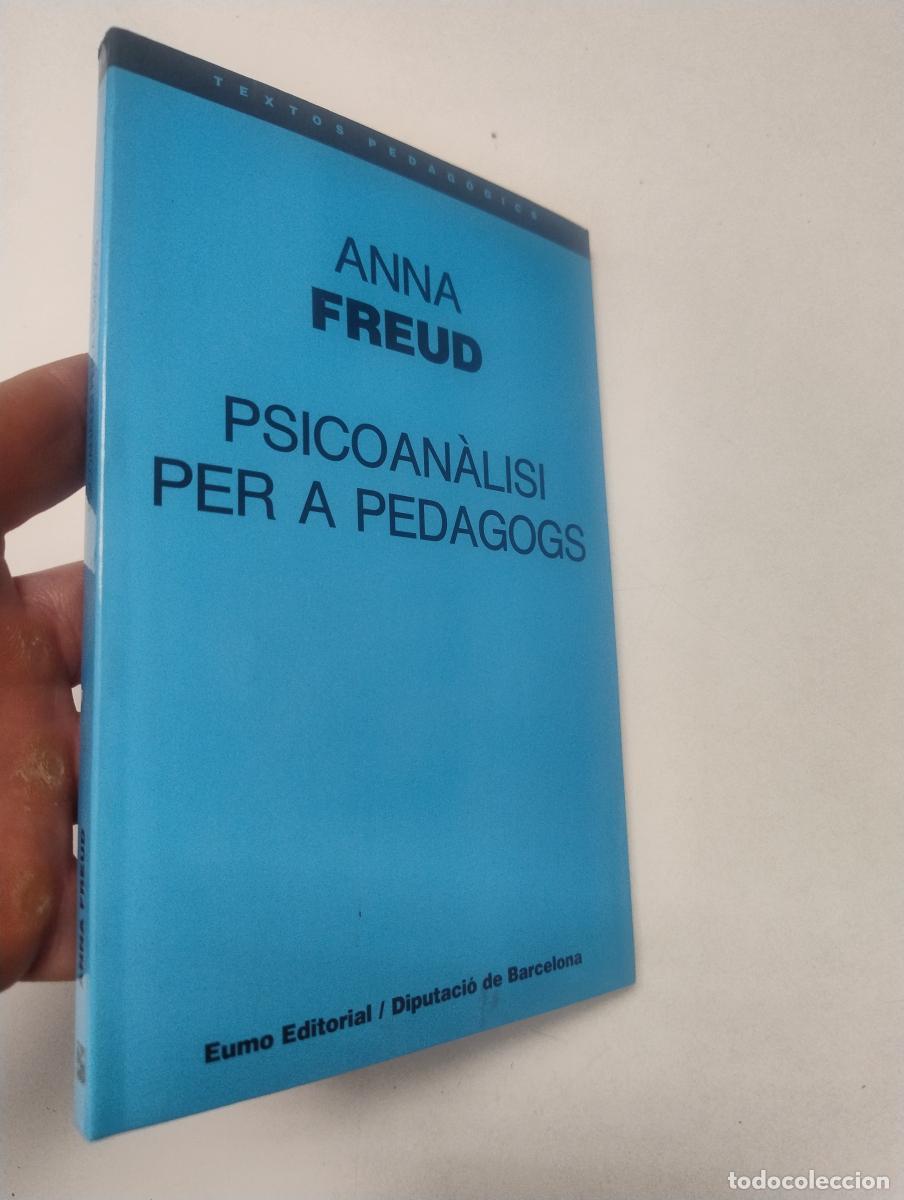 TEXTOS PEDAGÒGICS
ANNA
FREUD
PSICOANÀLISI
PER A PEDAGOGS
Eumo Editorial / Diputació de Barcelona
ANNA FREUD
todocoleccion